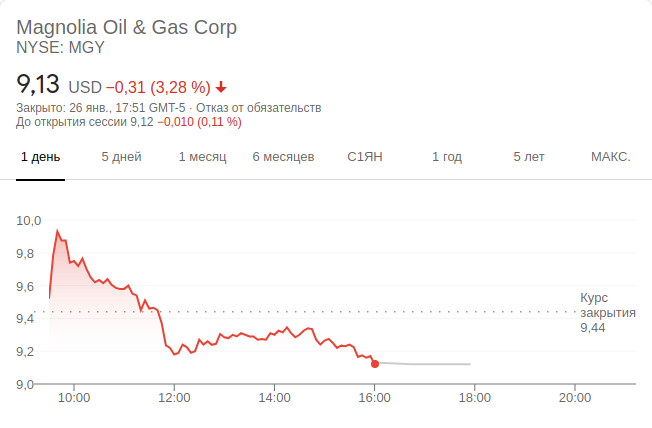 Magnolia Oil & Gas Corp
NYSE: MGY
9,13 USD −0,31 (3,28 %)
Закрыто: 26 янв., 17:51 GMT-5 · Отказ от обязательств
До открытия сессии 9,12 −0,010 (0,11 %)
1 день 5 дней 1 месяц 6 месяцев С1ЯН 1 год 5 лет МАКС.
10,0
9,8
9,6
Курс
9,4 закрытия
9,44
9,2
9,0
10:00 12:00 14:00 16:00 18:00 20:00